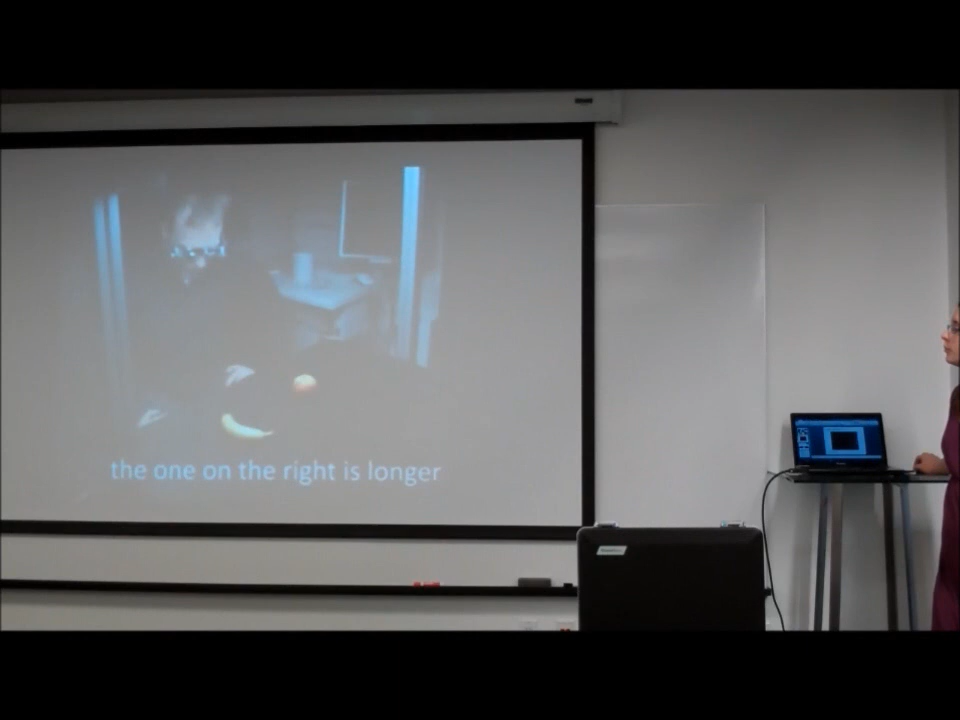 the one on the right is longer